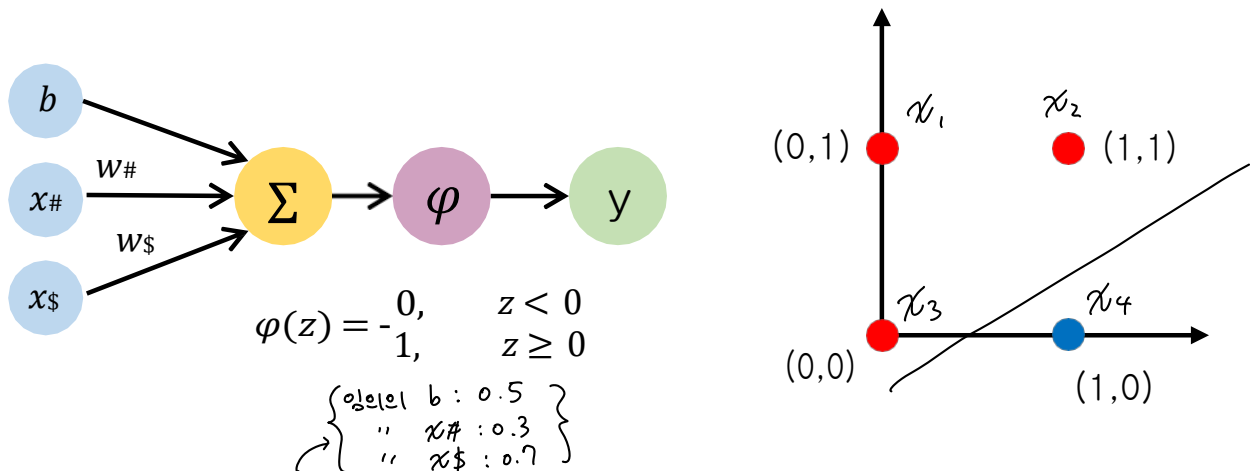 b
x#
x$
w#
w$
Σ
φ
y
φ(z) = -0, z < 0
1, z ≥ 0
임의의 b : 0.5
" x# : 0.3
" x$ : 0.7
x₁
x₂
(0,1)
(1,1)
x₃
x₄
(0,0)
(1,0)